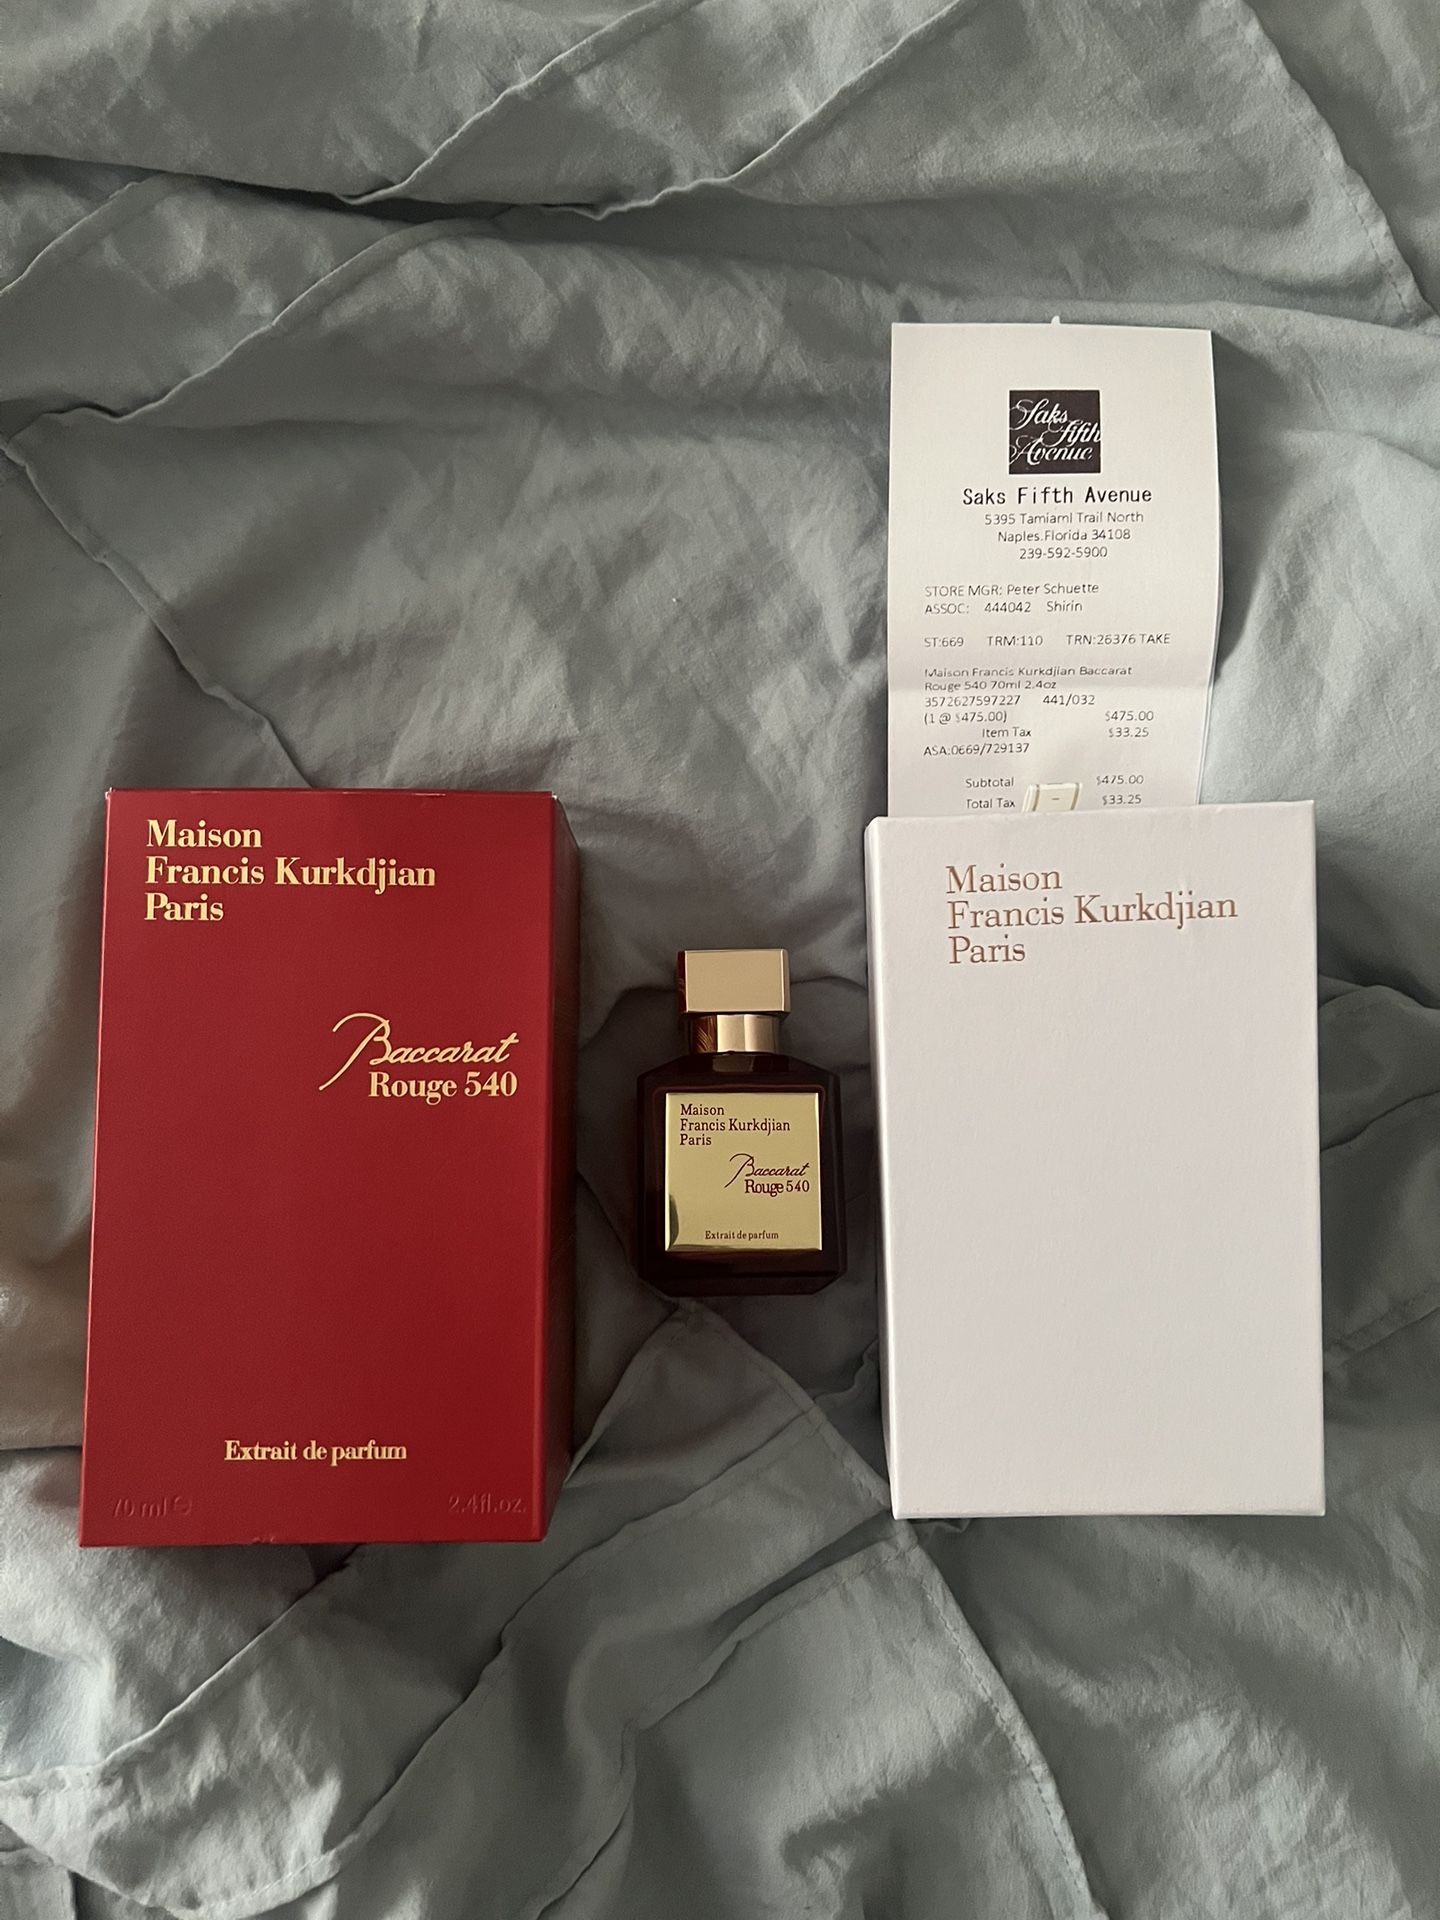 Saks
fifth
Avenue
Saks Fifth Avenue
5395 Tamiaml Trail North
Naples.Florida 34108
239-592-5900
STORE MGR: Peter Schuette
ASSOC: 444042 Shirin
ST:669 TRM:110 TRN:26376 TAKE
Maison Francis Kurkdjian Baccarat
Rouge 540 70ml 2.4oz
3572627597227 441/032
(1 @ $475.00) $475.00
Item Tax $33.25
ASA:0669/729137
Subtotal $475.00
Total Tax $33.25
Maison
Francis Kurkdjian
Paris
Baccarat
Rouge 540
Extrait de parfum
70 ml e 2.4fl.oz.
Maison
Francis Kurkdjian
Paris
Baccarat
Rouge 540
Extrait de parfum
Maison
Francis Kurkdjian
Paris